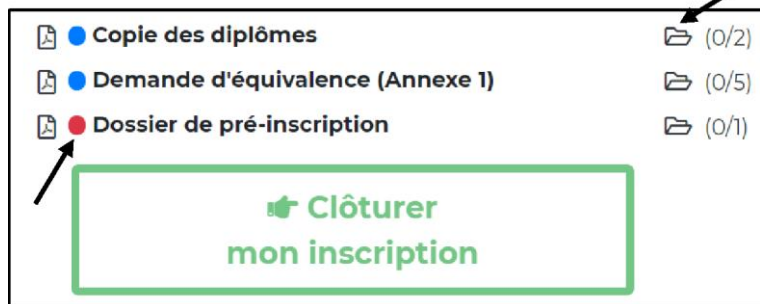 Copie des diplômes (0/2)
Demande d'équivalence (Annexe 1) (0/5)
Dossier de pré-inscription (0/1)
Clôturer
mon inscription